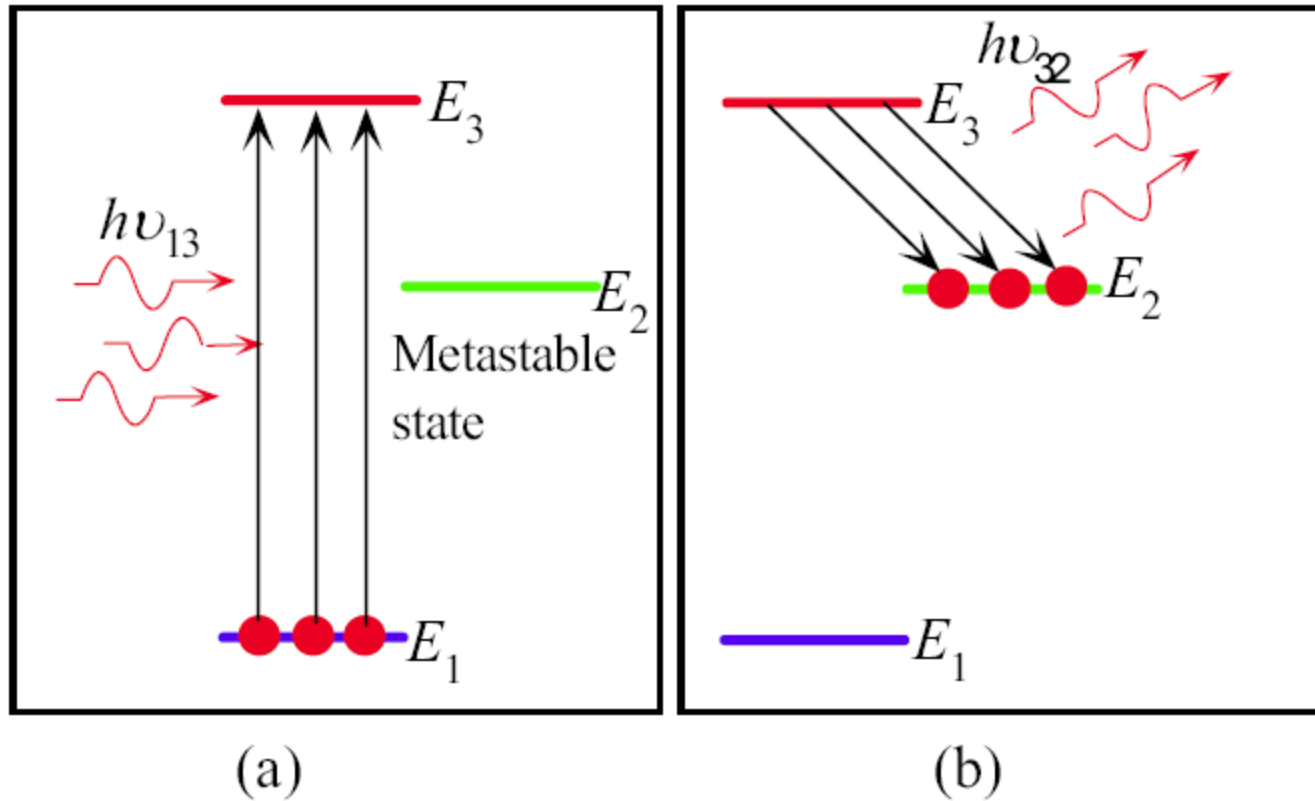 E₃
hυ₁₃
E₂
Metastable
state
E₁
(a)
hυ₃₂
E₃
E₂
E₁
(b)